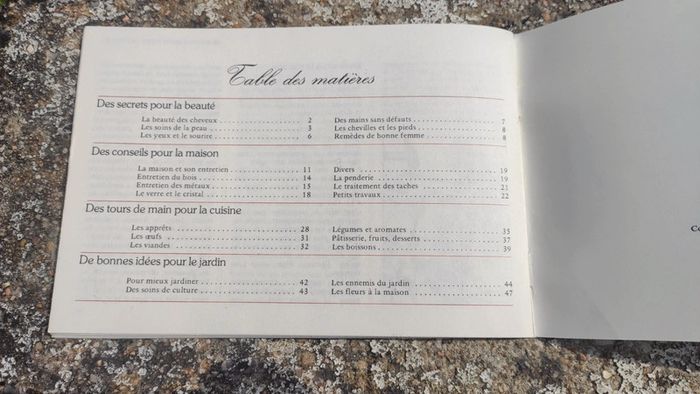 Table des matières
Des secrets pour la beauté
La beauté des cheveux 2 Des mains sans défauts 7
Les soins de la peau 3 Les chevilles et les pieds 8
Les yeux et le sourire 6 Remèdes de bonne femme 8
Des conseils pour la maison
La maison et son entretien 11 Divers 19
Entretien du bois 14 La penderie 19
Entretien des métaux 15 Le traitement des taches 21
Le verre et le cristal 18 Petits travaux 22
Des tours de main pour la cuisine
Les apprêts 28 Légumes et aromates 35
Les œufs 31 Pâtisserie, fruits, desserts 37
Les viandes 32 Les boissons 39
De bonnes idées pour le jardin
Pour mieux jardiner 42 Les ennemis du jardin 44
Des soins de culture 43 Les fleurs à la maison 47